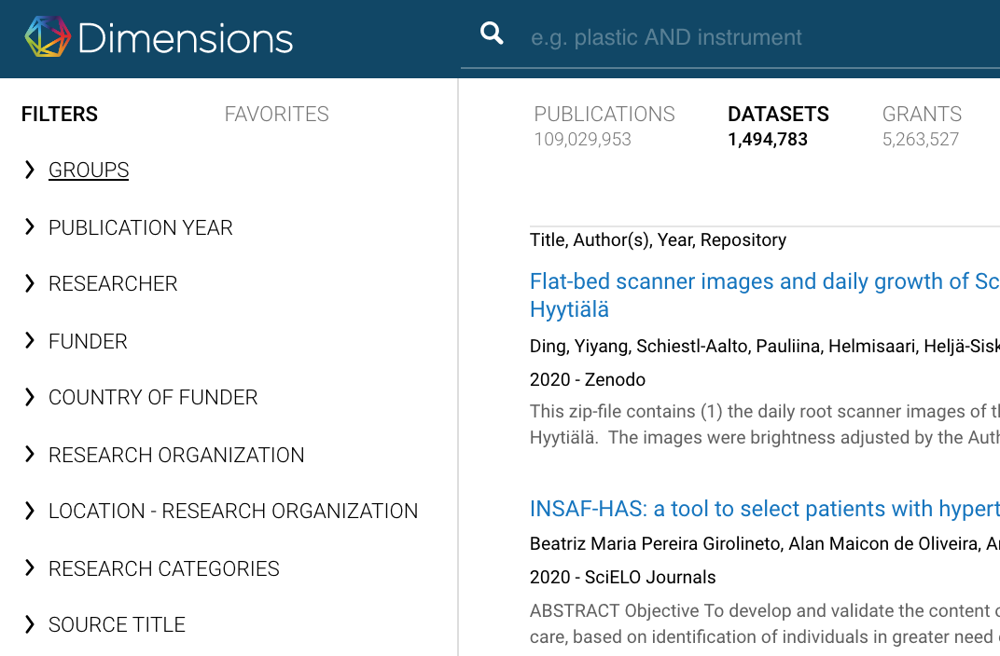 Dimensions
e.g. plastic AND instrument
FILTERS
FAVORITES
GROUPS
PUBLICATION YEAR
RESEARCHER
FUNDER
COUNTRY OF FUNDER
RESEARCH ORGANIZATION
LOCATION - RESEARCH ORGANIZATION
RESEARCH CATEGORIES
SOURCE TITLE
PUBLICATIONS
109,029,953
DATASETS
1,494,783
GRANTS
5,263,527
Title, Author(s), Year, Repository
Flat-bed scanner images and daily growth of Sc
Hyytiälä
Ding, Yiyang, Schiestl-Aalto, Pauliina, Helmisaari, Heljä-Sisk
2020 - Zenodo
This zip-file contains (1) the daily root scanner images of th
Hyytiälä. The images were brightness adjusted by the Auth
INSAF-HAS: a tool to select patients with hypert
Beatriz Maria Pereira Girolineto, Alan Maicon de Oliveira, A
2020 - SciELO Journals
ABSTRACT Objective To develop and validate the content
care, based on identification of individuals in greater need